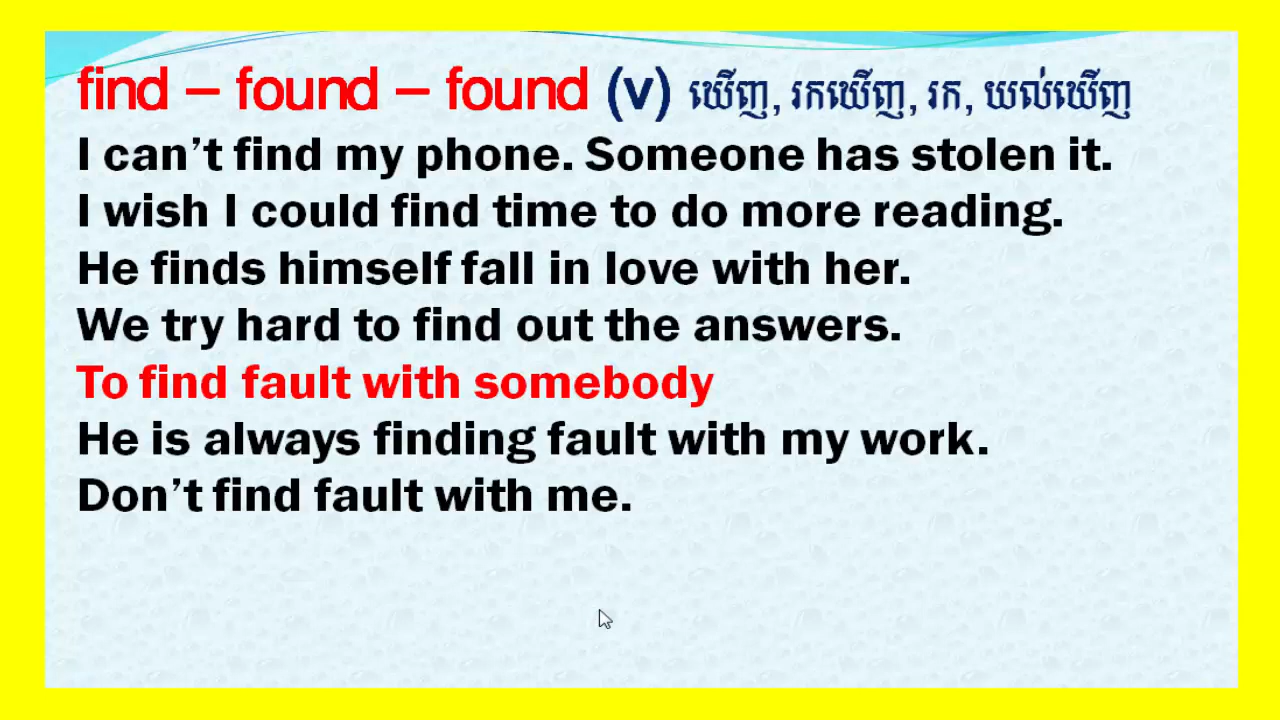 find – found – found (v) ឃើញ, រកឃើញ, រក, យល់ឃើញ
I can’t find my phone. Someone has stolen it.
I wish I could find time to do more reading.
He finds himself fall in love with her.
We try hard to find out the answers.
To find fault with somebody
He is always finding fault with my work.
Don’t find fault with me.